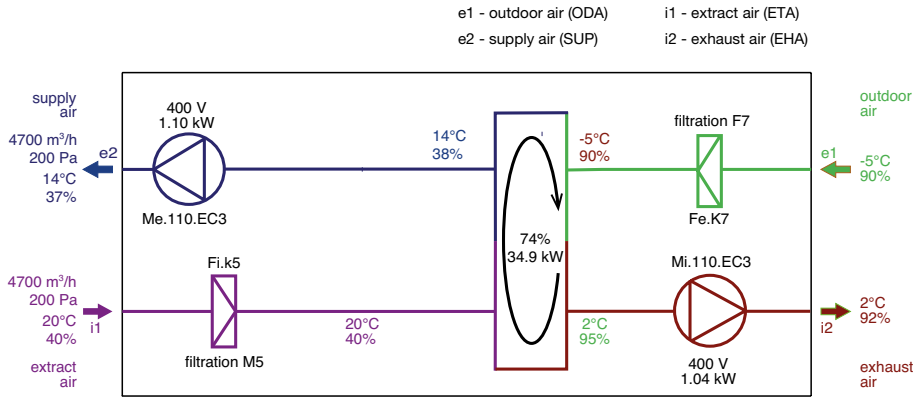 e1 - outdoor air (ODA)
i1 - extract air (ETA)
e2 - supply air (SUP)
i2 - exhaust air (EHA)
supply
air
4700 m³/h
200 Pa
14°C
37%
e2
400 V
1.10 kW
Me.110.EC3
14°C
38%
-5°C
90%
filtration F7
Fe.K7
outdoor
air
e1
-5°C
90%
74%
34.9 kW
4700 m³/h
200 Pa
20°C
40%
i1
extract
air
Fi.k5
filtration M5
20°C
40%
2°C
95%
Mi.110.EC3
400 V
1.04 kW
2°C
92%
i2
exhaust
air